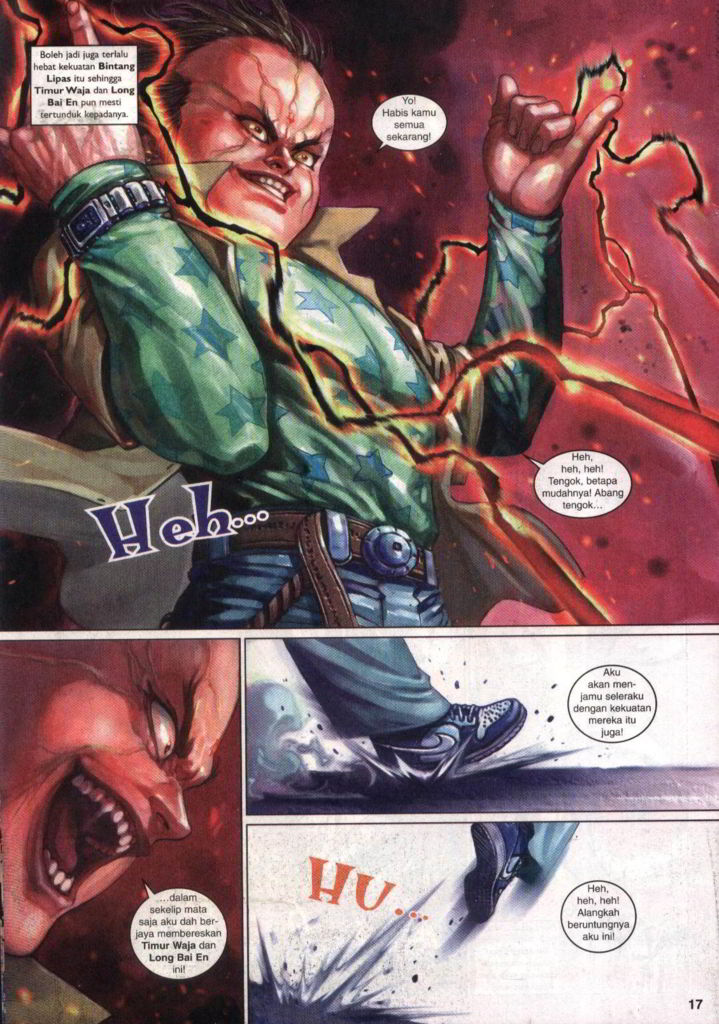 Boleh jadi juga terlalu
hebat kekuatan Bintang
Lipas itu sehingga
Timur Waja dan Long
Bai En pun mesti
tertunduk kepadanya.
Yo!
Habis kamu
semua
sekarang!
Heh,
heh, heh!
Tengok, betapa
mudahnya! Abang
tengok...
Heh...
....dalam
sekelip mata
saja aku dah ber-
jaya membereskan
Timur Waja dan
Long Bai En
ini!
Aku
akan men-
jamu seleraku
dengan kekuatan
mereka itu
juga!
HU...
Heh,
heh, heh!
Alangkah
beruntungnya
aku ini!
17